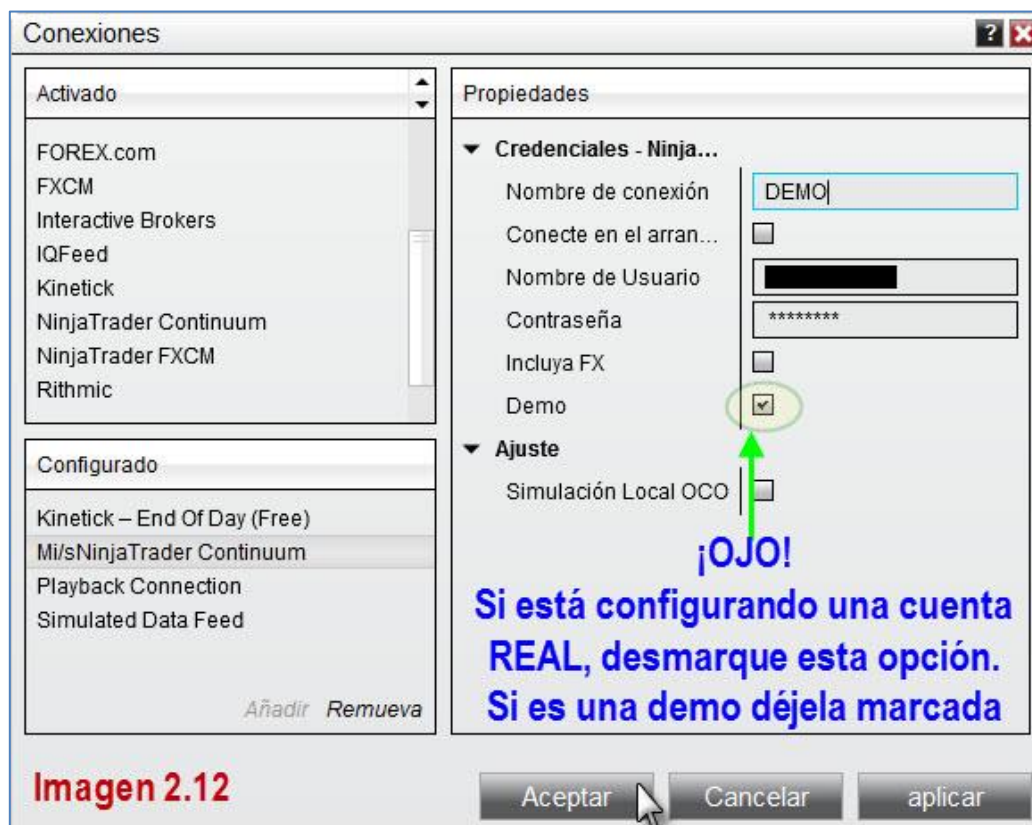 Conexiones
?
Activado
FOREX.com
FXCM
Interactive Brokers
IQFeed
Kinetick
NinjaTrader Continuum
NinjaTrader FXCM
Rithmic
Configurado
Kinetick – End Of Day (Free)
Mi/sNinjaTrader Continuum
Playback Connection
Simulated Data Feed
Añadir Remueva
Propiedades
Credenciales - Ninja...
Nombre de conexión DEMO
Conecte en el arran...
Nombre de Usuario
Contraseña ********
Incluya FX
Demo
Ajuste
Simulación Local OCO
¡OJO!
Si está configurando una cuenta
REAL, desmarque esta opción.
Si es una demo déjela marcada
Imagen 2.12
Aceptar Cancelar aplicar